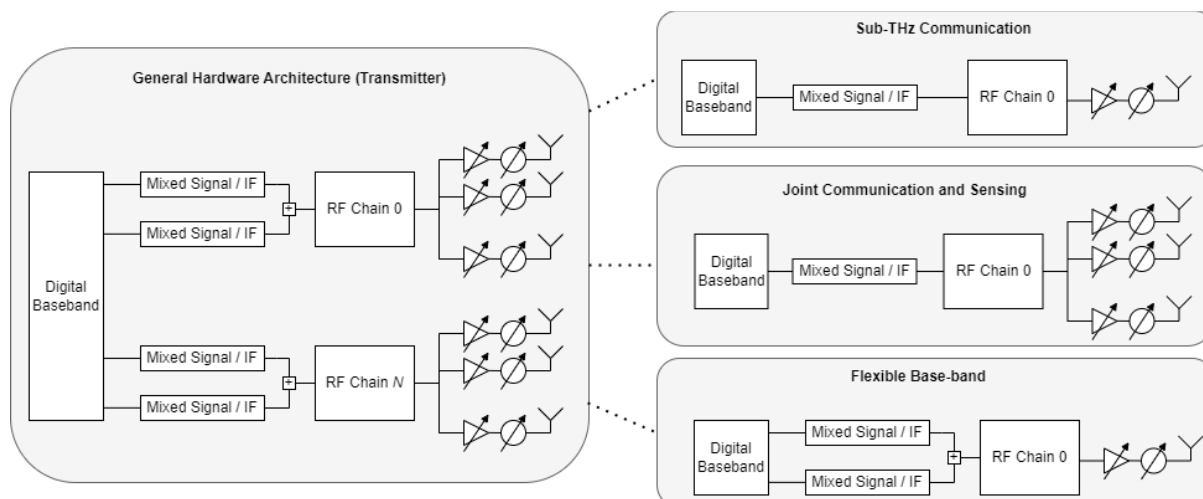 General Hardware Architecture (Transmitter)
Digital
Baseband
Mixed Signal / IF
Mixed Signal / IF
+
RF Chain 0
Mixed Signal / IF
Mixed Signal / IF
+
RF Chain N
Sub-THz Communication
Digital
Baseband
Mixed Signal / IF
RF Chain 0
Joint Communication and Sensing
Digital
Baseband
Mixed Signal / IF
RF Chain 0
Flexible Base-band
Digital
Baseband
Mixed Signal / IF
Mixed Signal / IF
+
RF Chain 0